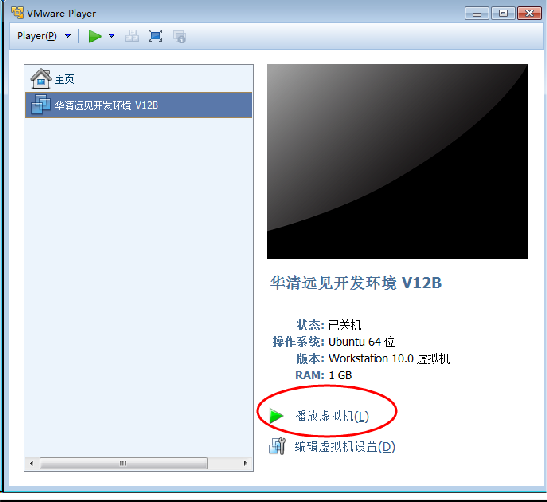 VMware Player
Player(P)
主页
华清远见开发环境 V12B
华清远见开发环境 V12B
状态: 已关机
操作系统: Ubuntu 64 位
版本: Workstation 10.0 虚拟机
RAM: 1 GB
播放虚拟机(L)
编辑虚拟机设置(D)